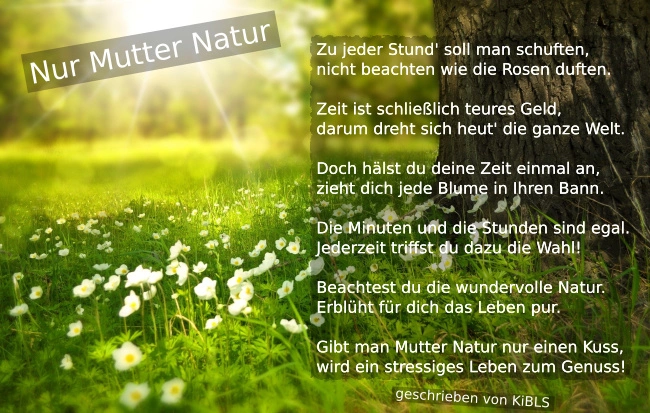 Nur Mutter Natur
Zu jeder Stund' soll man schuften,
nicht beachten wie die Rosen duften.
Zeit ist schließlich teures Geld,
darum dreht sich heut' die ganze Welt.
Doch hälst du deine Zeit einmal an,
zieht dich jede Blume in Ihren Bann.
Die Minuten und die Stunden sind egal.
Jederzeit triffst du dazu die Wahl!
Beachtest du die wundervolle Natur.
Erblüht für dich das Leben pur.
Gibt man Mutter Natur nur einen Kuss,
wird ein stressiges Leben zum Genuss!
geschrieben von KiBLS